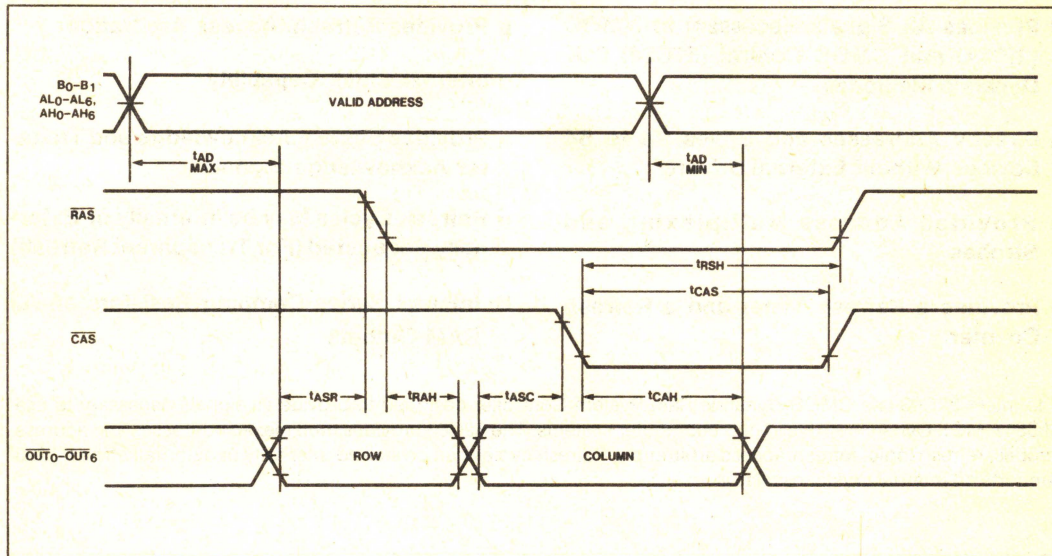 B0–B1
AL0–AL6,
AH0–AH6
VALID ADDRESS
tAD
MAX
tAD
MIN
RAS
tRSH
tCAS
CAS
tASR
tRAH
tASC
tCAH
OUT0–OUT6
ROW
COLUMN